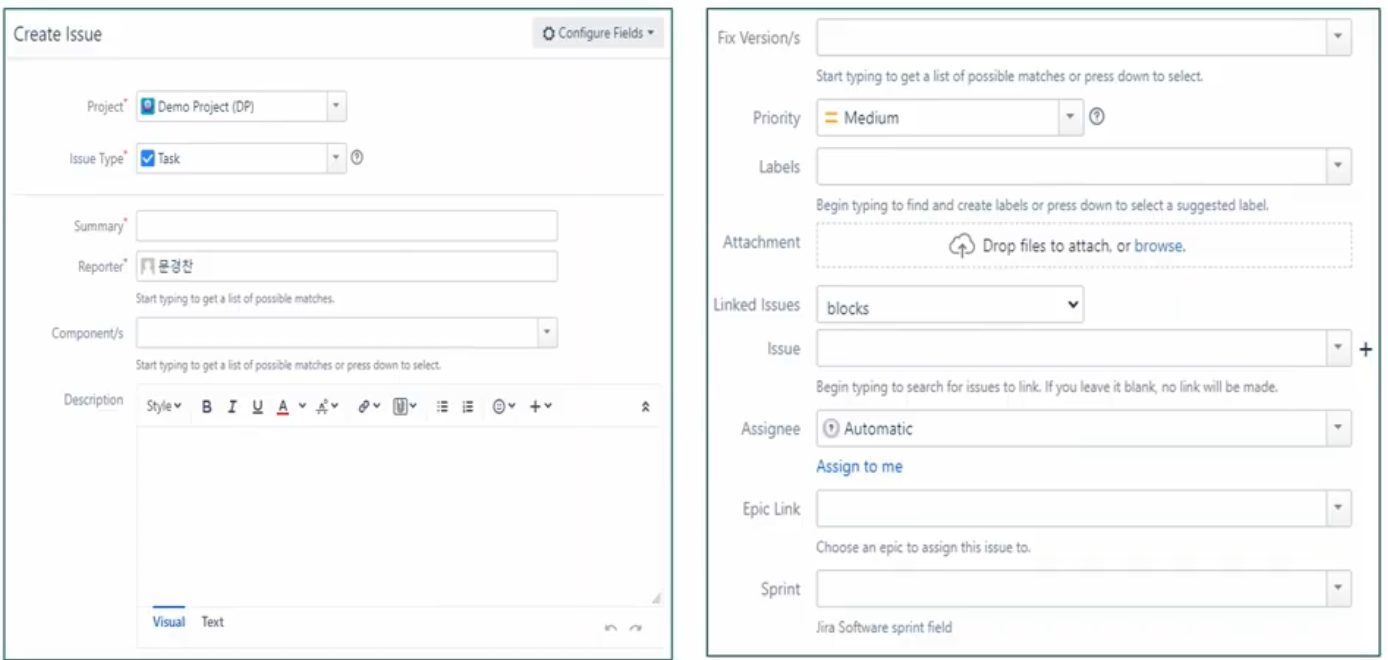 Create Issue
Configure Fields
Project*
Demo Project (DP)
Issue Type*
Task
Summary*
Reporter*
문경찬
Start typing to get a list of possible matches.
Component/s
Start typing to get a list of possible matches or press down to select.
Description
Style B I U A A
Visual Text
Fix Version/s
Start typing to get a list of possible matches or press down to select.
Priority
Medium
Labels
Begin typing to find and create labels or press down to select a suggested label.
Attachment
Drop files to attach, or browse.
Linked Issues
blocks
Issue
Begin typing to search for issues to link. If you leave it blank, no link will be made.
Assignee
Automatic
Assign to me
Epic Link
Choose an epic to assign this issue to.
Sprint
Jira Software sprint field